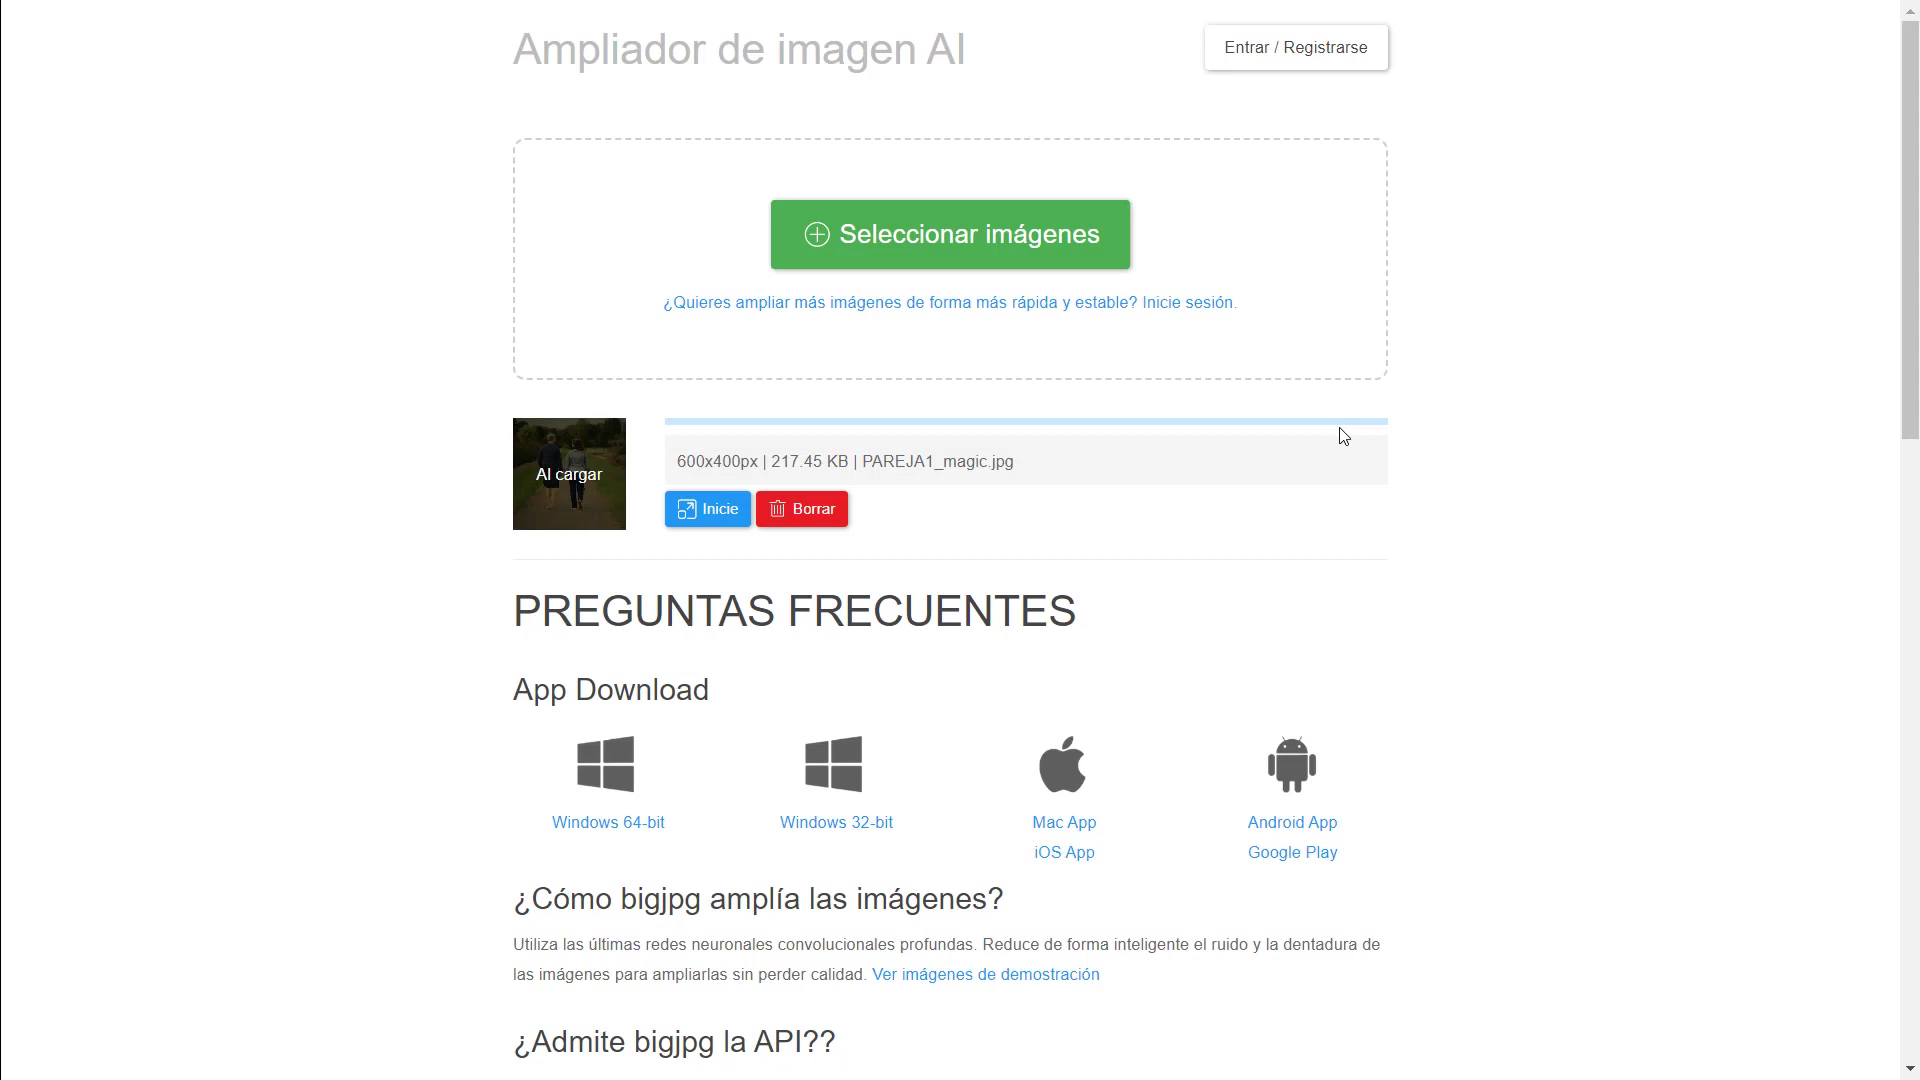 Ampliador de imagen AI
Entrar / Registrarse
Seleccionar imágenes
¿Quieres ampliar más imágenes de forma más rápida y estable? Inicie sesión.
Al cargar
600x400px | 217.45 KB | PAREJA1_magic.jpg
Inicie
Borrar
PREGUNTAS FRECUENTES
App Download
Windows 64-bit
Windows 32-bit
Mac App
iOS App
Android App
Google Play
¿Cómo bigjpg amplía las imágenes?
Utiliza las últimas redes neuronales convolucionales profundas. Reduce de forma inteligente el ruido y la dentadura de
las imágenes para ampliarlas sin perder calidad. Ver imágenes de demostración
¿Admite bigjpg la API??